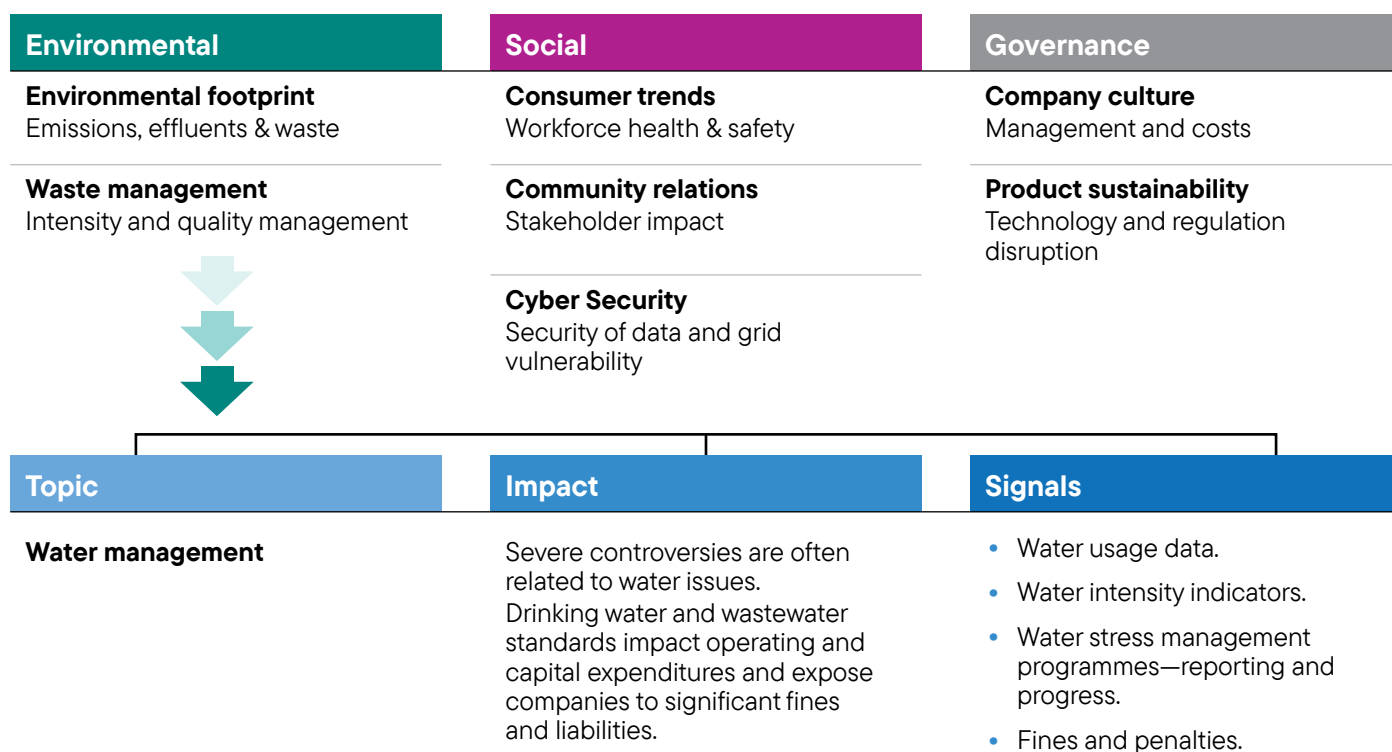 Environmental
Environmental footprint
Emissions, effluents & waste
Waste management
Intensity and quality management
Social
Consumer trends
Workforce health & safety
Community relations
Stakeholder impact
Cyber Security
Security of data and grid
vulnerability
Governance
Company culture
Management and costs
Product sustainability
Technology and regulation
disruption
Topic
Water management
Impact
Severe controversies are often
related to water issues.
Drinking water and wastewater
standards impact operating and
capital expenditures and expose
companies to significant fines
and liabilities.
Signals
• Water usage data.
• Water intensity indicators.
• Water stress management
programmes—reporting and
progress.
• Fines and penalties.